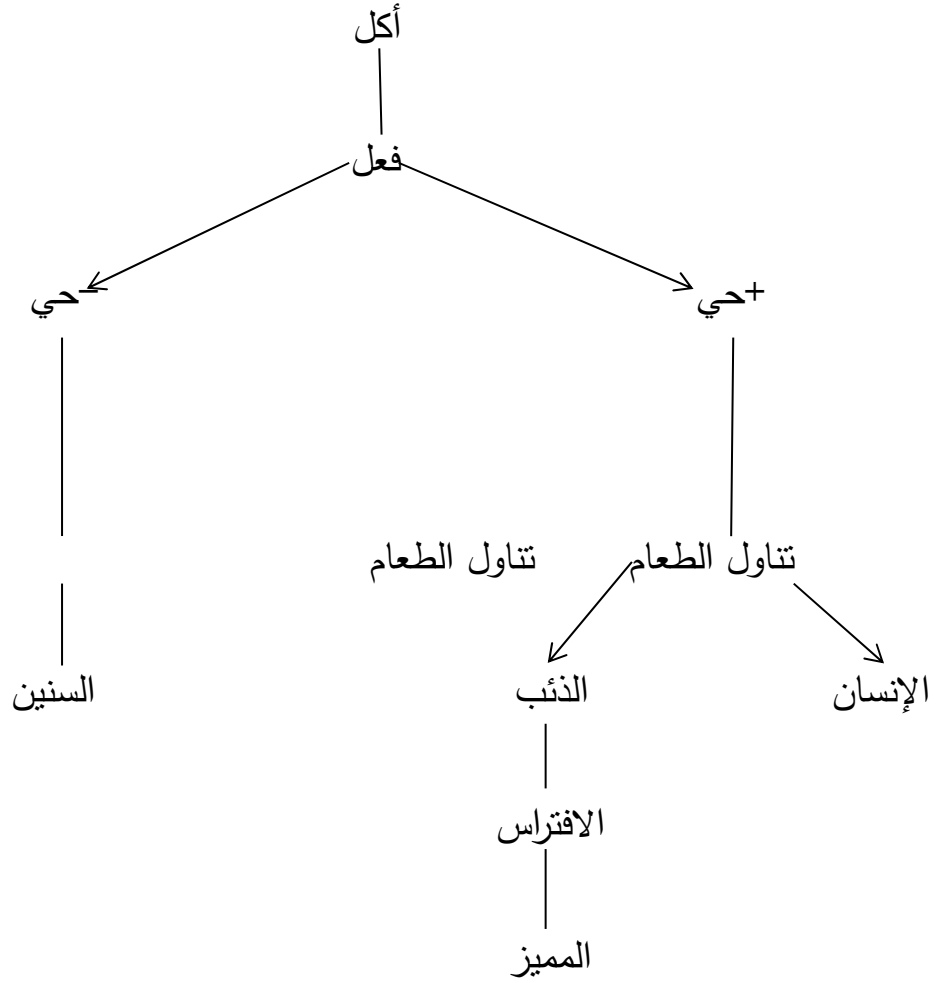 أكل
فعل
+حي
-حي
تناول الطعام
تناول الطعام
الإنسان
الذئب
السنين
الافتراس
المميز